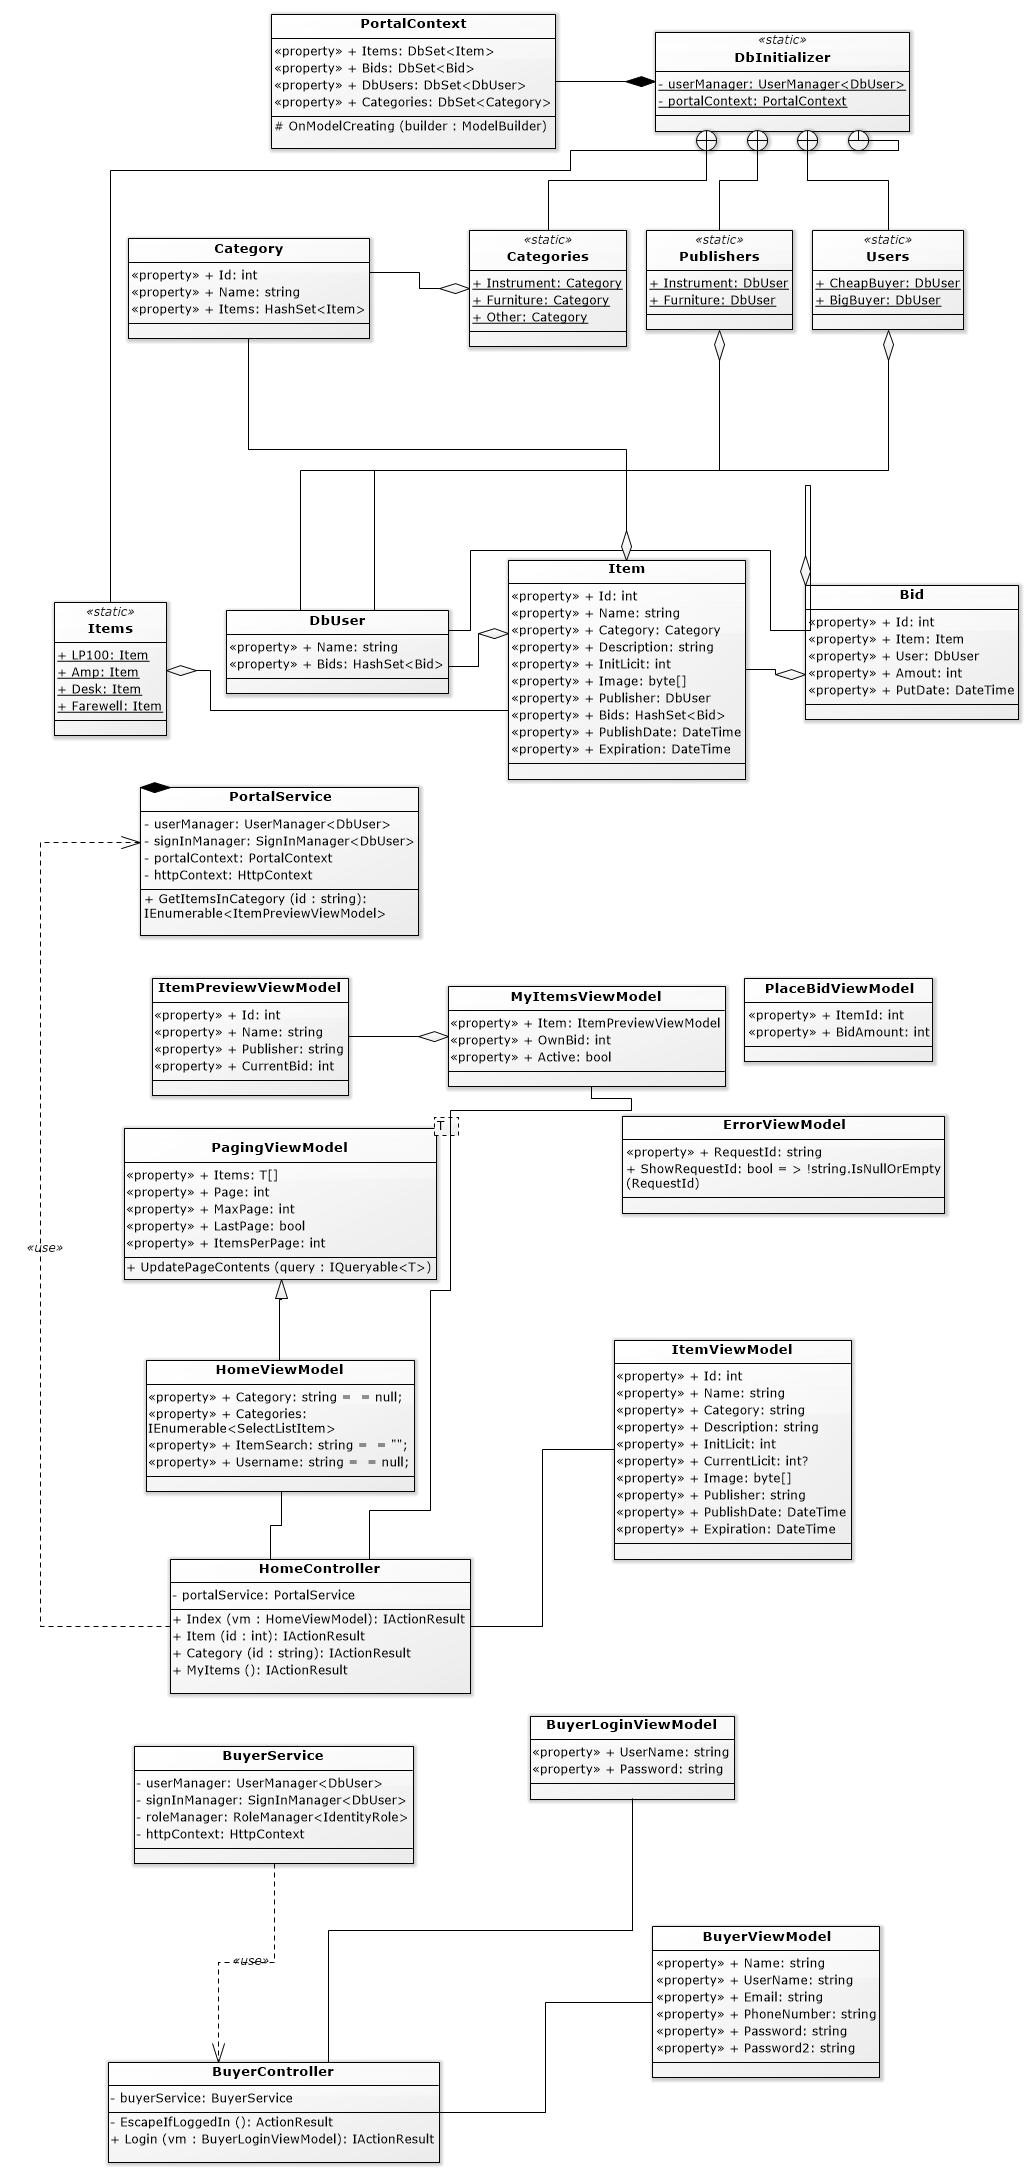 PortalContext
«property» + Items: DbSet<Item>
«property» + Bids: DbSet<Bid>
«property» + DbUsers: DbSet<DbUser>
«property» + Categories: DbSet<Category>
# OnModelCreating (builder : ModelBuilder)
«static»
DbInitializer
- userManager: UserManager<DbUser>
- portalContext: PortalContext
Category
«property» + Id: int
«property» + Name: string
«property» + Items: HashSet<Item>
«static»
Categories
+ Instrument: Category
+ Furniture: Category
+ Other: Category
«static»
Publishers
+ Instrument: DbUser
+ Furniture: DbUser
«static»
Users
+ CheapBuyer: DbUser
+ BigBuyer: DbUser
«static»
Items
+ LP100: Item
+ Amp: Item
+ Desk: Item
+ Farewell: Item
DbUser
«property» + Name: string
«property» + Bids: HashSet<Bid>
Item
«property» + Id: int
«property» + Name: string
«property» + Category: Category
«property» + Description: string
«property» + InitLicit: int
«property» + Image: byte[]
«property» + Publisher: DbUser
«property» + Bids: HashSet<Bid>
«property» + PublishDate: DateTime
«property» + Expiration: DateTime
Bid
«property» + Id: int
«property» + Item: Item
«property» + User: DbUser
«property» + Amout: int
«property» + PutDate: DateTime
PortalService
- userManager: UserManager<DbUser>
- signInManager: SignInManager<DbUser>
- portalContext: PortalContext
- httpContext: HttpContext
+ GetItemsInCategory (id : string):
IEnumerable<ItemPreviewViewModel>
ItemPreviewViewModel
«property» + Id: int
«property» + Name: string
«property» + Publisher: string
«property» + CurrentBid: int
MyItemsViewModel
«property» + Item: ItemPreviewViewModel
«property» + OwnBid: int
«property» + Active: bool
PlaceBidViewModel
«property» + ItemId: int
«property» + BidAmount: int
T
PagingViewModel
«property» + Items: T[]
«property» + Page: int
«property» + MaxPage: int
«property» + LastPage: bool
«property» + ItemsPerPage: int
+ UpdatePageContents (query : IQueryable<T>)
ErrorViewModel
«property» + RequestId: string
+ ShowRequestId: bool = > !string.IsNullOrEmpty
(RequestId)
«use»
HomeViewModel
«property» + Category: string =  = null;
«property» + Categories:
IEnumerable<SelectListItem>
«property» + ItemSearch: string =  = "";
«property» + Username: string =  = null;
ItemViewModel
«property» + Id: int
«property» + Name: string
«property» + Category: string
«property» + Description: string
«property» + InitLicit: int
«property» + CurrentLicit: int?
«property» + Image: byte[]
«property» + Publisher: string
«property» + PublishDate: DateTime
«property» + Expiration: DateTime
HomeController
- portalService: PortalService
+ Index (vm : HomeViewModel): IActionResult
+ Item (id : int): IActionResult
+ Category (id : string): IActionResult
+ MyItems (): IActionResult
BuyerLoginViewModel
«property» + UserName: string
«property» + Password: string
BuyerService
- userManager: UserManager<DbUser>
- signInManager: SignInManager<DbUser>
- roleManager: RoleManager<IdentityRole>
- httpContext: HttpContext
«use»
BuyerViewModel
«property» + Name: string
«property» + UserName: string
«property» + Email: string
«property» + PhoneNumber: string
«property» + Password: string
«property» + Password2: string
BuyerController
- buyerService: BuyerService
- EscapeIfLoggedIn (): ActionResult
+ Login (vm : BuyerLoginViewModel): IActionResult